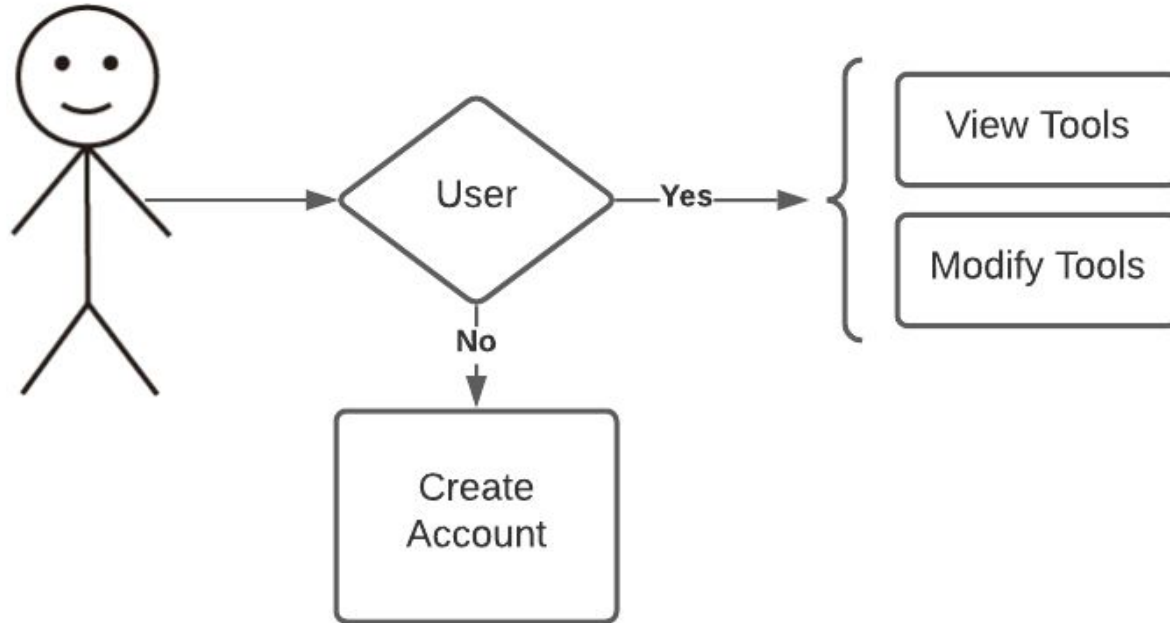 User
Yes
View Tools
Modify Tools
No
Create
Account